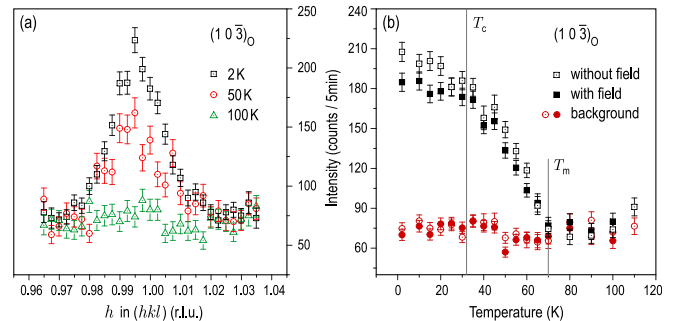 (a)
(1 0 3̅)O
2K
50K
100K
250
200
150
100
50
0.96 0.97 0.98 0.99 1.00 1.01 1.02 1.03 1.04
h in (hkl) (r.l.u.)
Intensity (counts / 5min)
(b)
Tc
(1 0 3̅)O
without field
with field
background
Tm
240
210
180
150
120
90
60
0 20 40 60 80 100 120
Temperature (K)